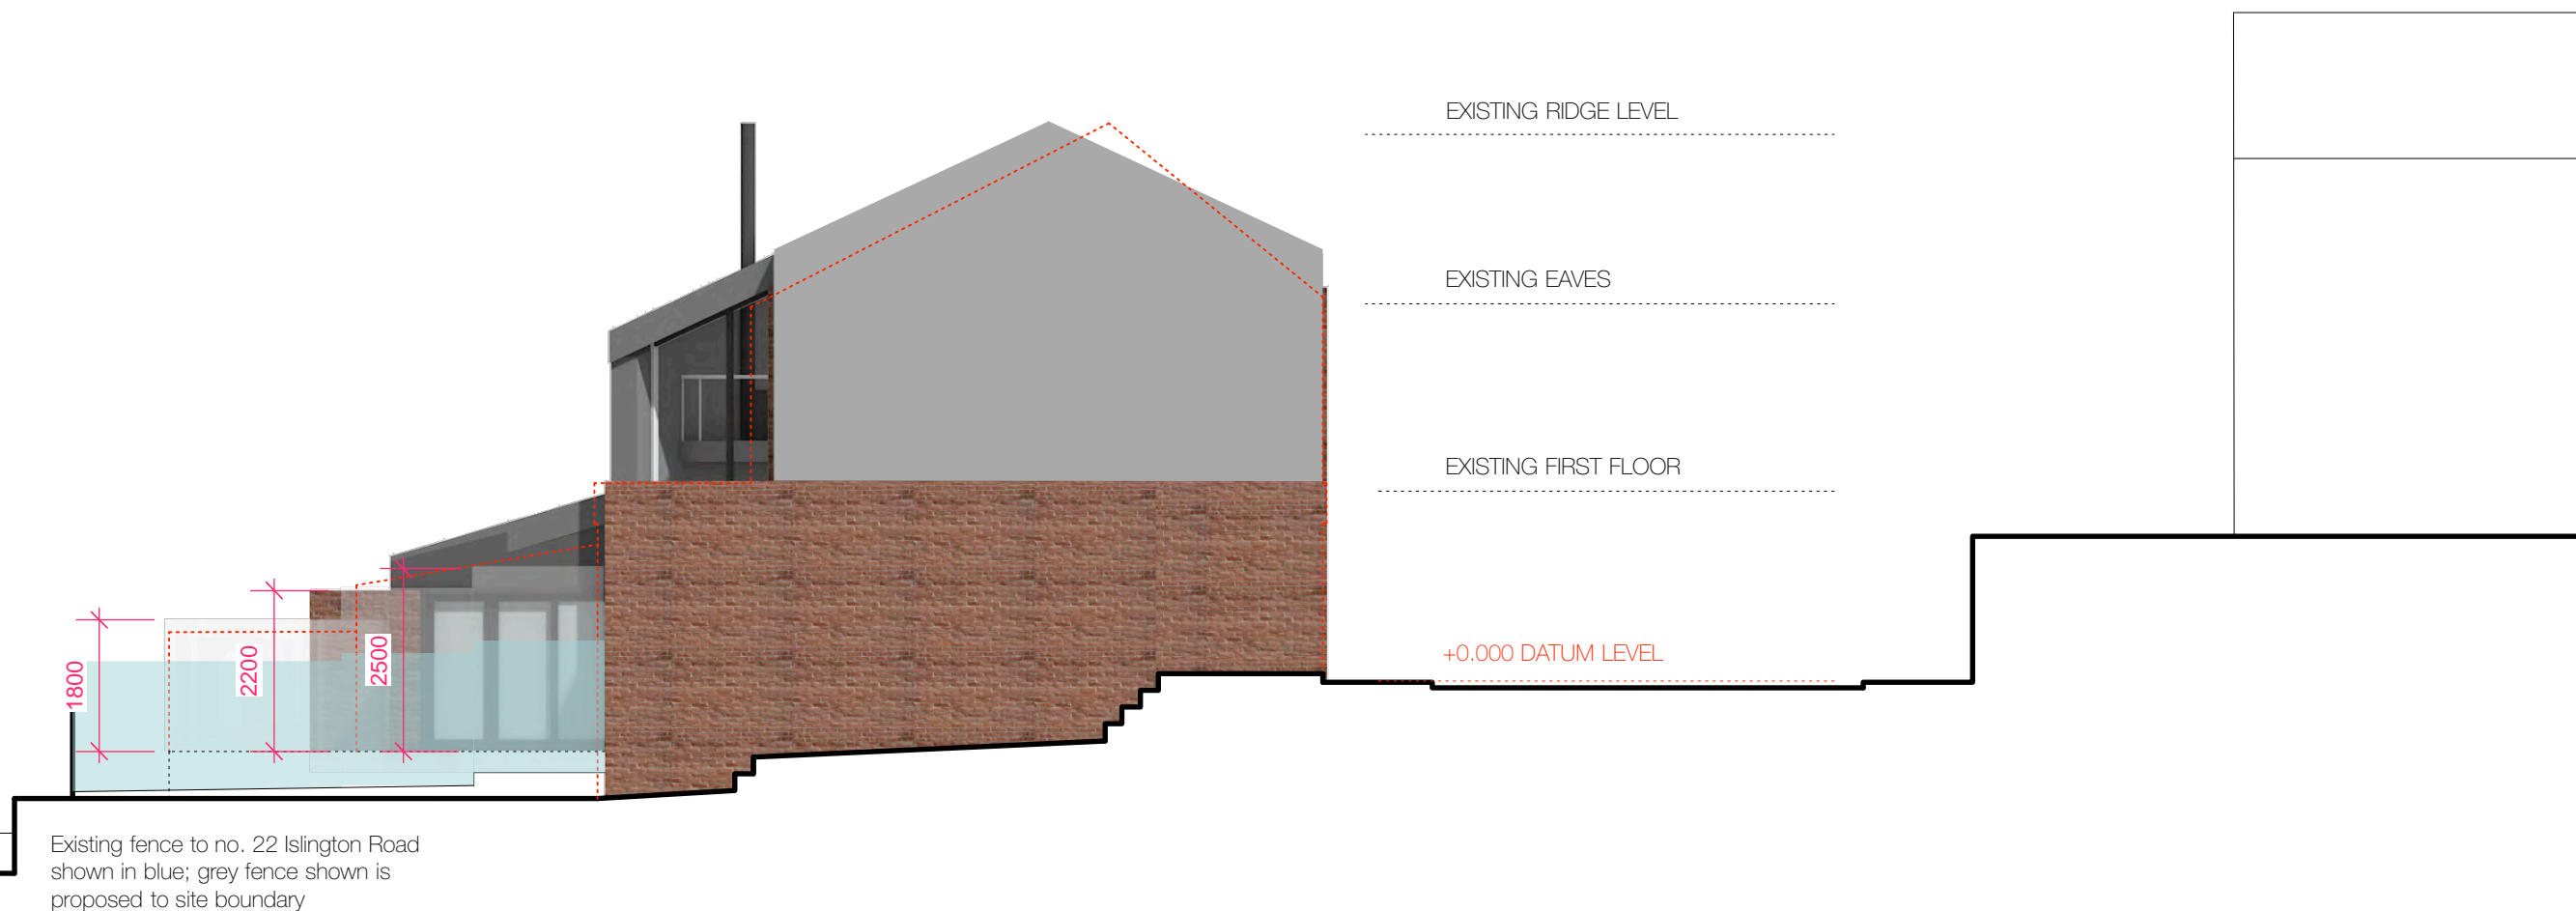 EXISTING RIDGE LEVEL
EXISTING EAVES
EXISTING FIRST FLOOR
+0.000 DATUM LEVEL
1800
2200
2500
Existing fence to no. 22 Islington Road
shown in blue; grey fence shown is
proposed to site boundary